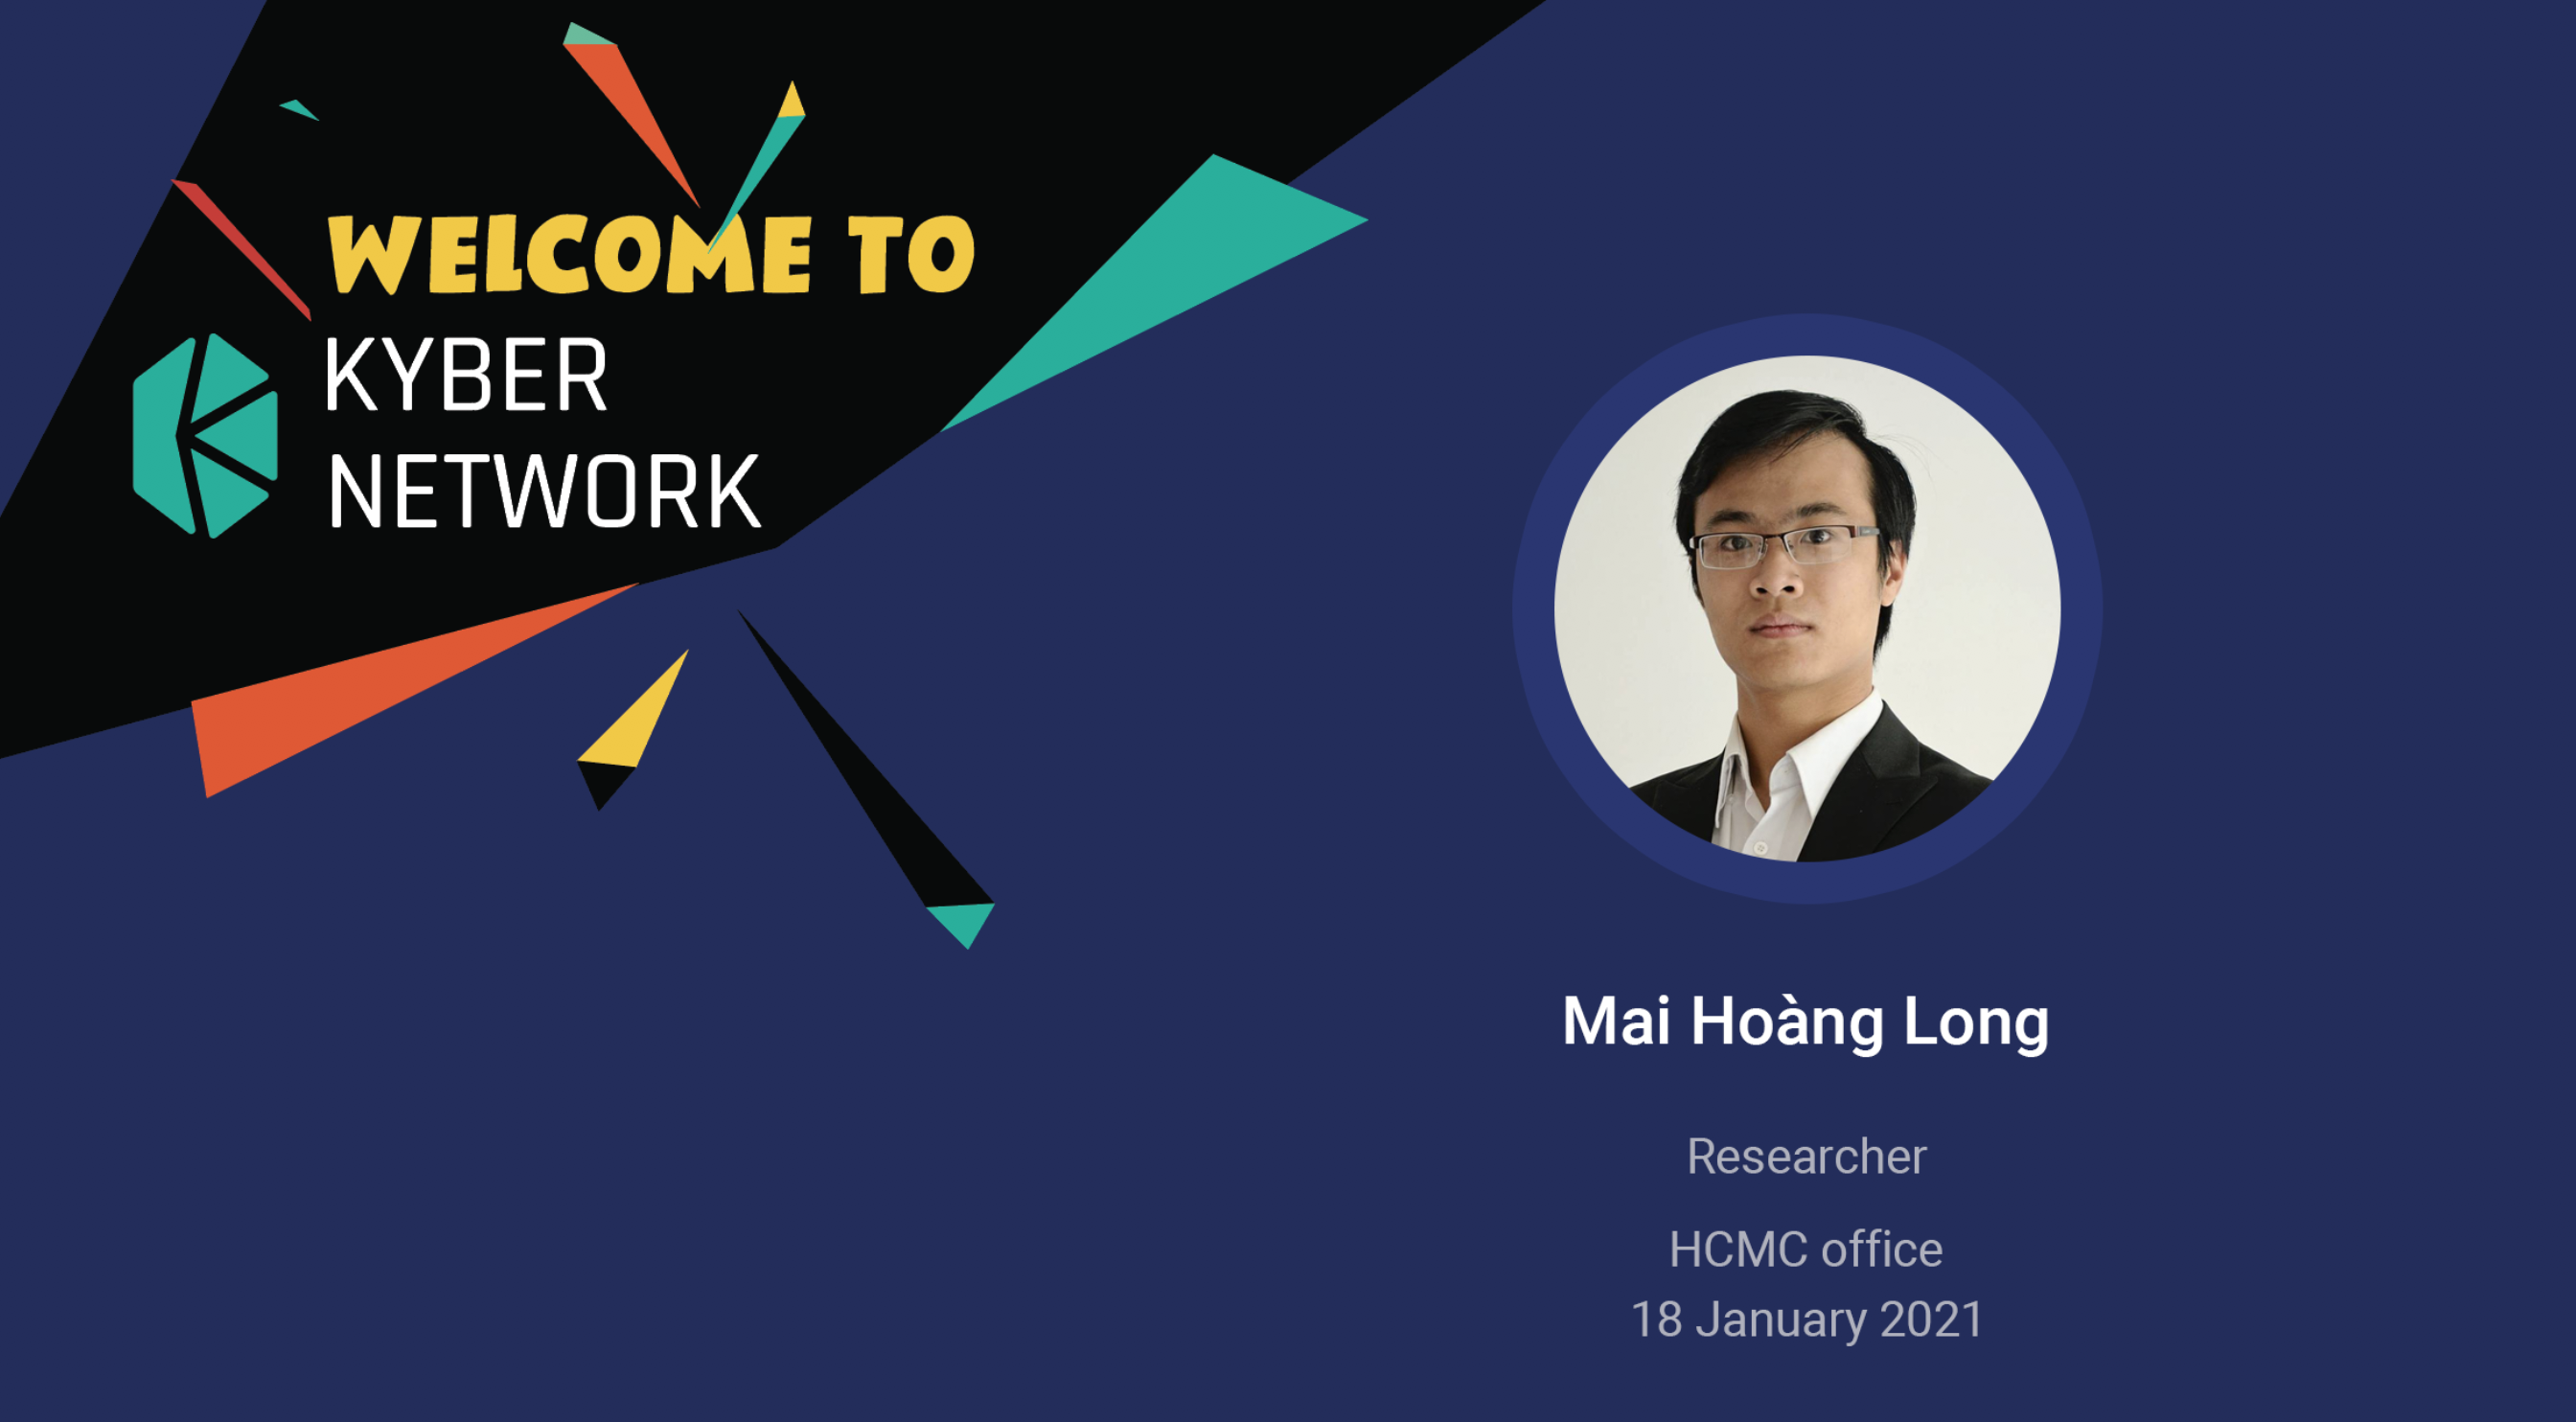 WELCOME TO
KYBER
NETWORK
Mai Hoàng Long
Researcher
HCMC office
18 January 2021